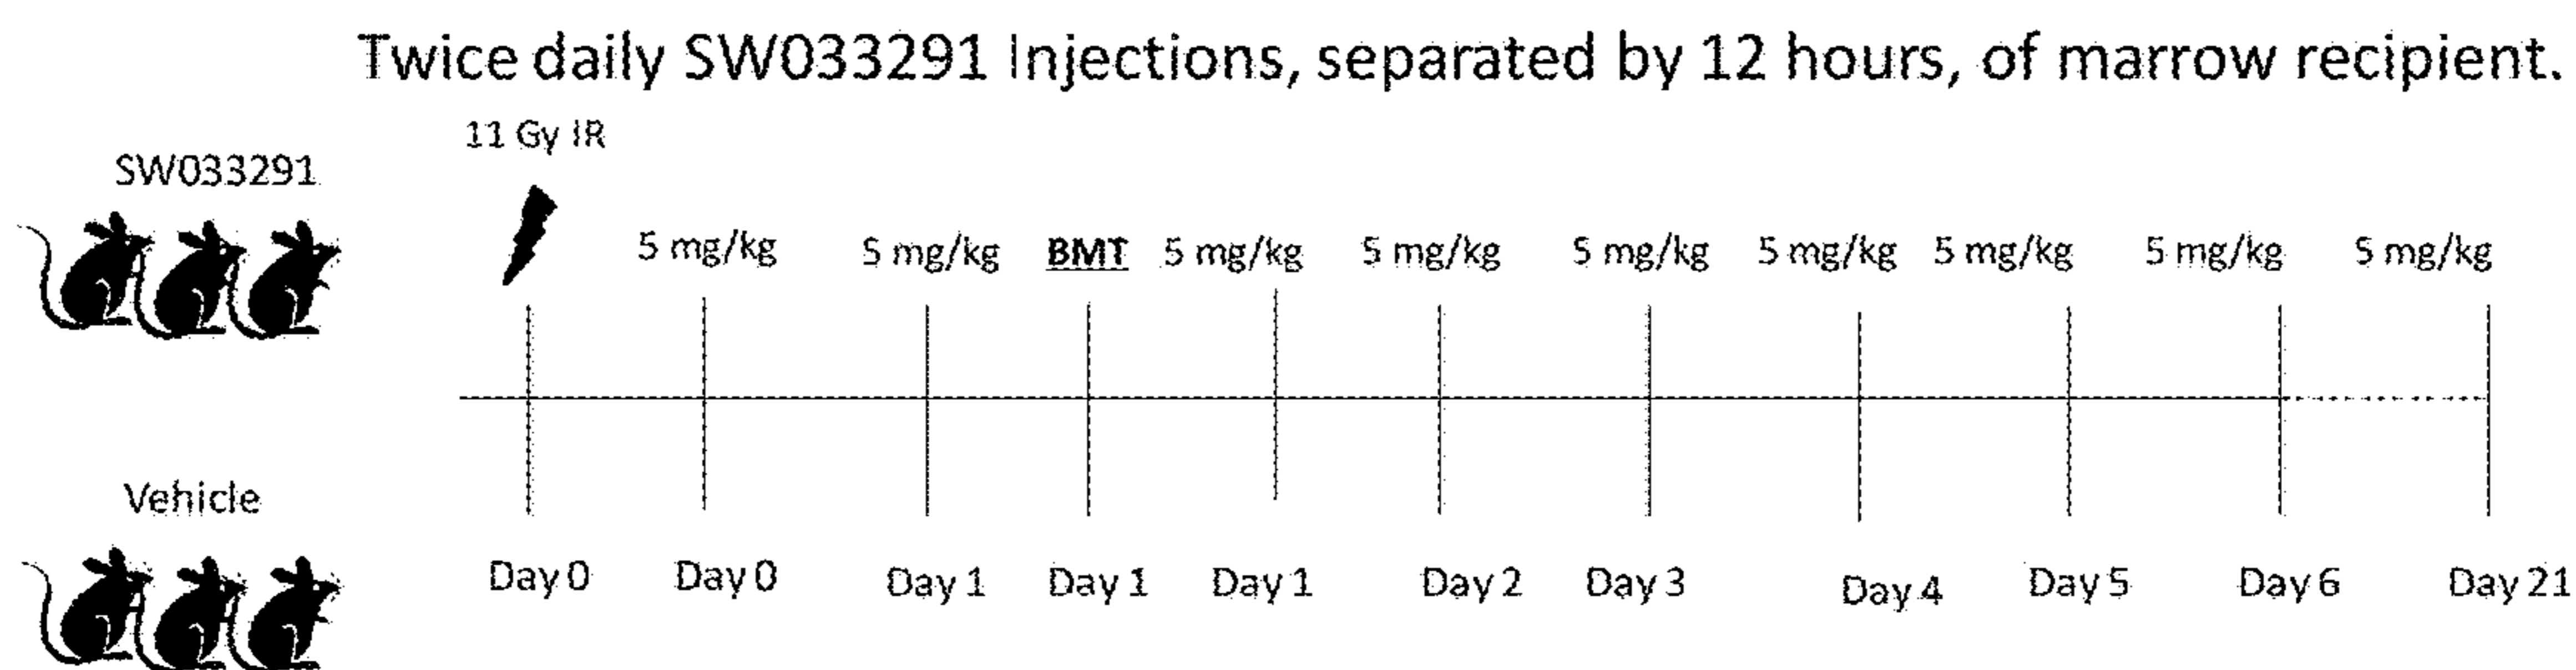 Twice daily SW033291 Injections, separated by 12 hours, of marrow recipient.
11 Gy IR
SW033291
5 mg/kg 5 mg/kg BMT 5 mg/kg 5 mg/kg 5 mg/kg 5 mg/kg 5 mg/kg 5 mg/kg 5 mg/kg
Vehicle
Day 0 Day 0 Day 1 Day 1 Day 1 Day 2 Day 3 Day 4 Day 5 Day 6 Day 21